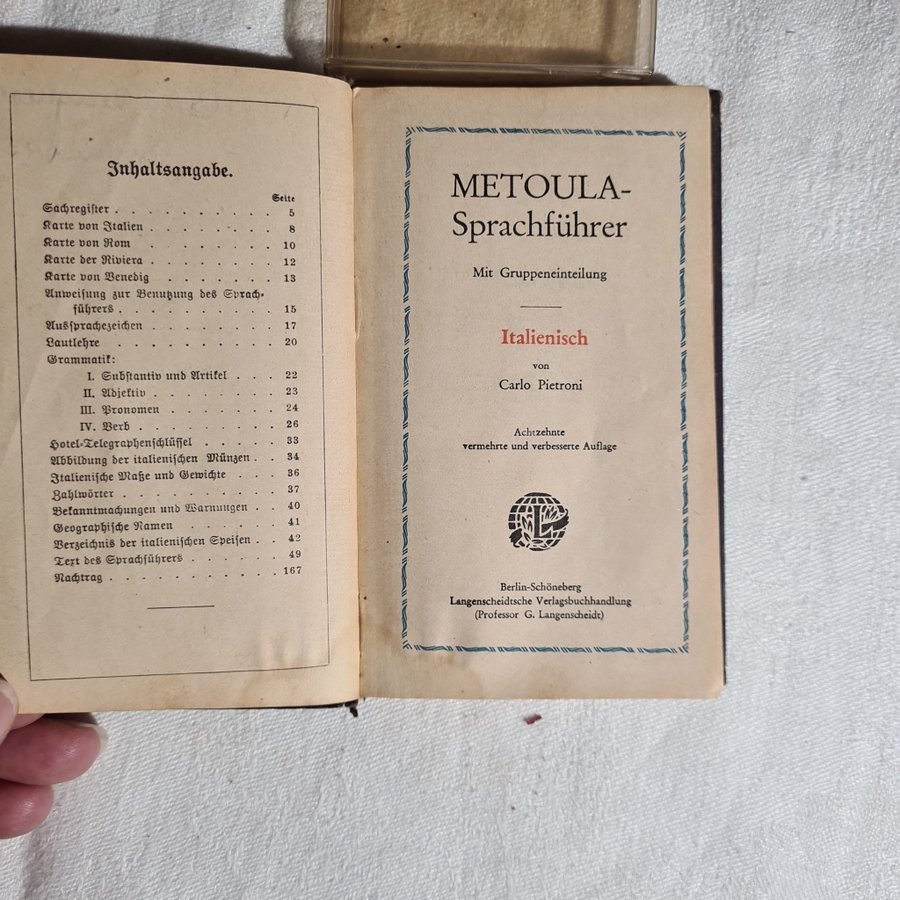 Inhaltsangabe.
Seite
Sachregister . . . . . . . . . . 5
Karte von Italien . . . . . . . . 8
Karte von Rom . . . . . . . . 10
Karte der Riviera . . . . . . . . 12
Karte von Venedig . . . . . . . 13
Anweisung zur Benutzung des Sprach-
führers . . . . . . . . . . 15
Aussprachezeichen . . . . . . . . 17
Lautlehre . . . . . . . . . . 20
Grammatik:
I. Substantiv und Artikel . . . 22
II. Adjektiv . . . . . . . . 23
III. Pronomen . . . . . . . 24
IV. Verb . . . . . . . . . 26
Hotel-Telegraphenschlüssel . . . . . 33
Abbildung der italienischen Münzen . . 34
Italienische Maße und Gewichte . . . 36
Zahlwörter . . . . . . . . . . 37
Bekanntmachungen und Warnungen . . 40
Geographische Namen . . . . . . 41
Verzeichnis der italienischen Speisen . . 42
Text des Sprachführers . . . . . . 49
Nachtrag . . . . . . . . . . 167
METOULA-
Sprachführer
Mit Gruppeneinteilung
Italienisch
von
Carlo Pietroni
Achtzehnte
vermehrte und verbesserte Auflage
L
Berlin-Schöneberg
Langenscheidtsche Verlagsbuchhandlung
(Professor G. Langenscheidt)